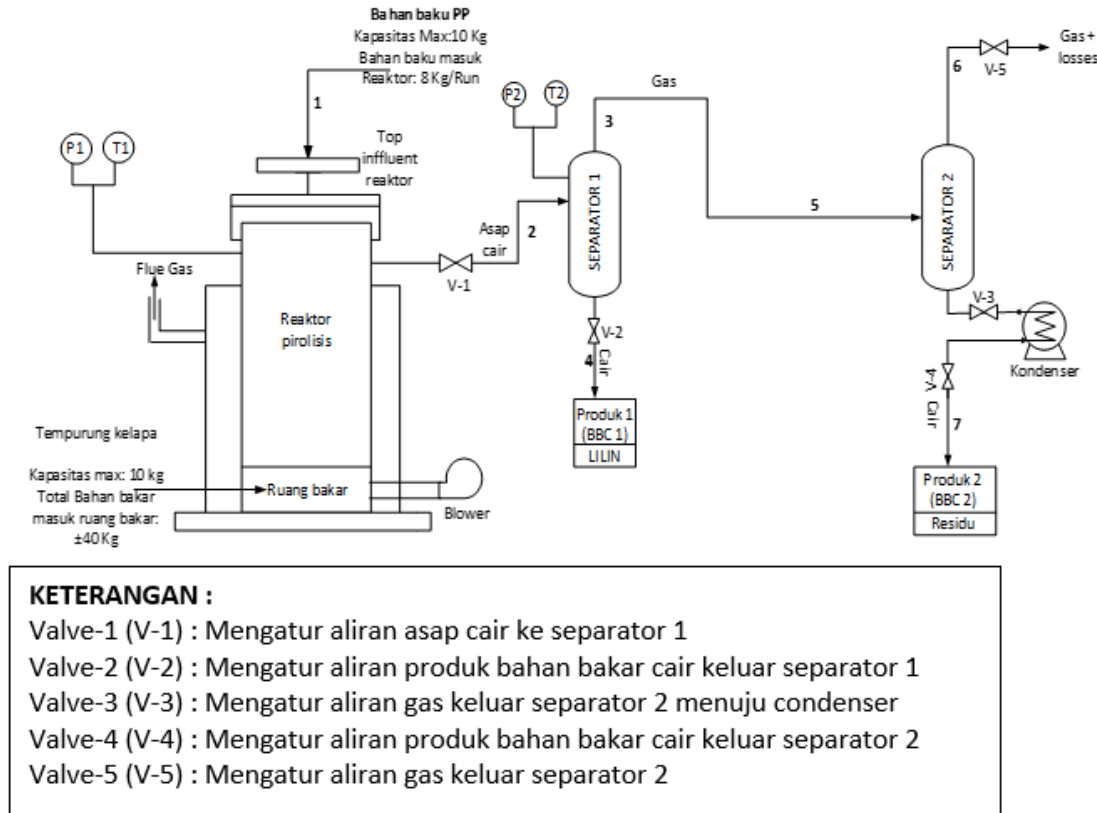 Bahan baku PP
Kapasitas Max:10 Kg
Bahan baku masuk
Reaktor: 8 Kg/Run
1
Top
inffluent
reaktor
P1
T1
Flue Gas
Reaktor
pirolisis
Tempurung kelapa
Kapasitas max: 10 kg
Total Bahan bakar
masuk ruang bakar:
±40 Kg
Ruang bakar
Blower
V-1
Asap
cair
2
P2
T2
3
Gas
SEPARATOR 1
V-2
4
Cair
Produk 1
(BBC 1)
LILIN
5
SEPARATOR 2
6
V-5
Gas +
losses
V-3
Kondenser
V-4
Cair
7
Produk 2
(BBC 2)
Residu
KETERANGAN :
Valve-1 (V-1) : Mengatur aliran asap cair ke separator 1
Valve-2 (V-2) : Mengatur aliran produk bahan bakar cair keluar separator 1
Valve-3 (V-3) : Mengatur aliran gas keluar separator 2 menuju condenser
Valve-4 (V-4) : Mengatur aliran produk bahan bakar cair keluar separator 2
Valve-5 (V-5) : Mengatur aliran gas keluar separator 2